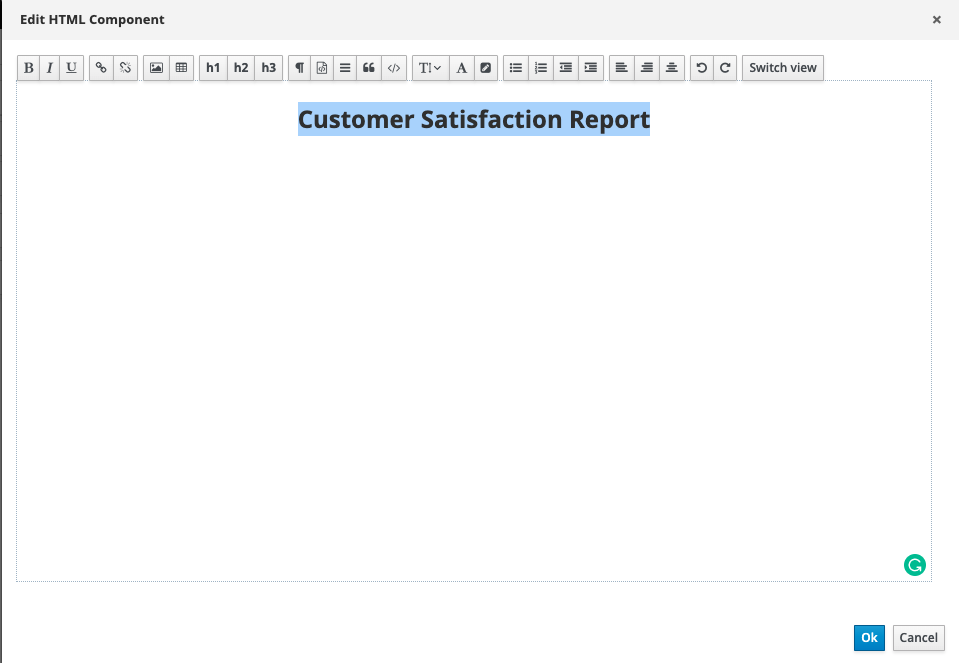 Edit HTML Component ×
B I U h1 h2 h3 ¶ T A Switch view
Customer Satisfaction Report
Ok Cancel